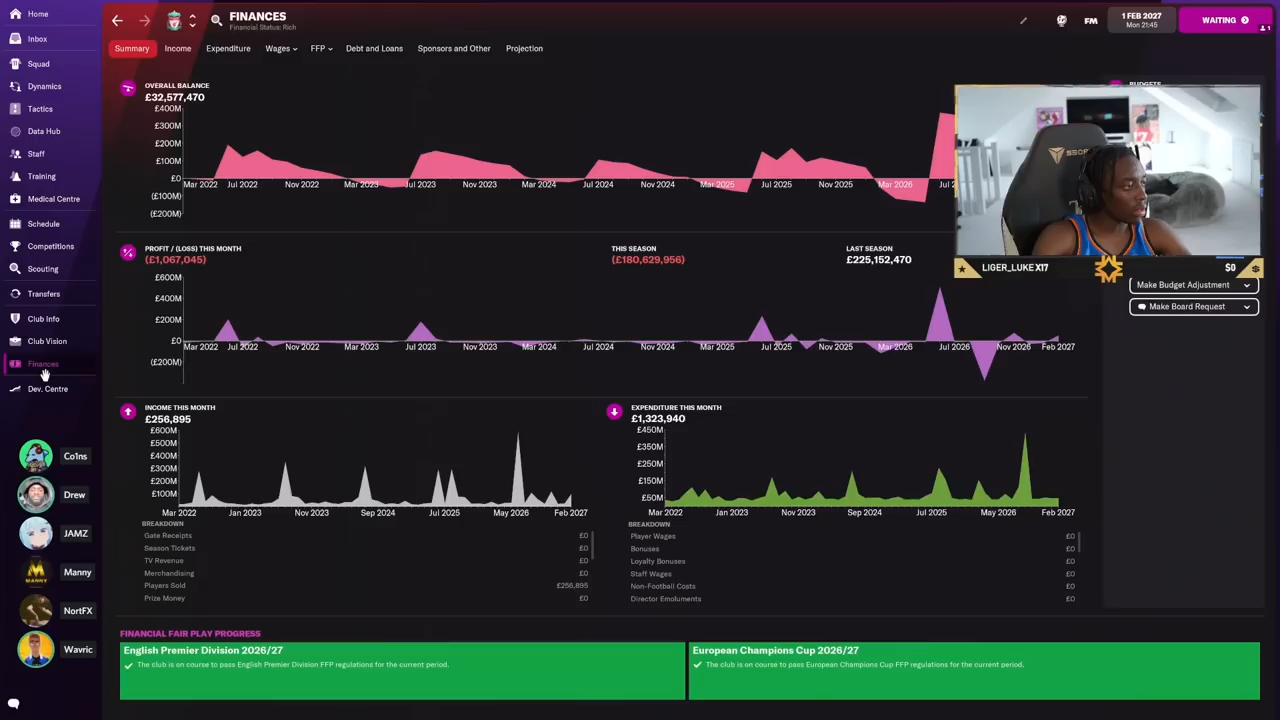 Home
Inbox
Squad
Dynamics
Tactics
Data Hub
Staff
Training
Medical Centre
Schedule
Competitions
Scouting
Transfers
Club Info
Club Vision
Finances
Dev. Centre
Co1ns
Drew
JAMZ
Manny
NortFX
Wavric
FINANCES
Financial Status: Rich
FM
1 FEB 2027
Mon 21:45
WAITING
1
Summary
Income
Expenditure
Wages
FFP
Debt and Loans
Sponsors and Other
Projection
OVERALL BALANCE
£32,577,470
£400M
£300M
£200M
£100M
£0
(£100M)
(£200M)
Mar 2022 Jul 2022 Nov 2022 Mar 2023 Jul 2023 Nov 2023 Mar 2024 Jul 2024 Nov 2024 Mar 2025 Jul 2025 Nov 2025 Mar 2026
PROFIT / (LOSS) THIS MONTH
(£1,067,045)
THIS SEASON
(£180,629,956)
LAST SEASON
£225,152,470
£600M
£400M
£200M
£0
(£200M)
Mar 2022 Jul 2022 Nov 2022 Mar 2023 Jul 2023 Nov 2023 Mar 2024 Jul 2024 Nov 2024 Mar 2025 Jul 2025 Nov 2025 Mar 2026 Jul 2026 Nov 2026 Feb 2027
LIGER_LUKE X17
$0
Make Budget Adjustment
Make Board Request
INCOME THIS MONTH
£256,895
£600M
£500M
£400M
£300M
£200M
£100M
Mar 2022 Jan 2023 Nov 2023 Sep 2024 Jul 2025 May 2026 Feb 2027
BREAKDOWN
Gate Receipts £0
Season Tickets £0
TV Revenue £0
Merchandising £0
Players Sold £256,895
Prize Money £0
EXPENDITURE THIS MONTH
£1,323,940
£450M
£350M
£250M
£150M
£50M
Mar 2022 Jan 2023 Nov 2023 Sep 2024 Jul 2025 May 2026 Feb 2027
BREAKDOWN
Player Wages £0
Bonuses £0
Loyalty Bonuses £0
Staff Wages £0
Non-Football Costs £0
Director Emoluments £0
FINANCIAL FAIR PLAY PROGRESS
English Premier Division 2026/27
The club is on course to pass English Premier Division FFP regulations for the current period.
European Champions Cup 2026/27
The club is on course to pass European Champions Cup FFP regulations for the current period.